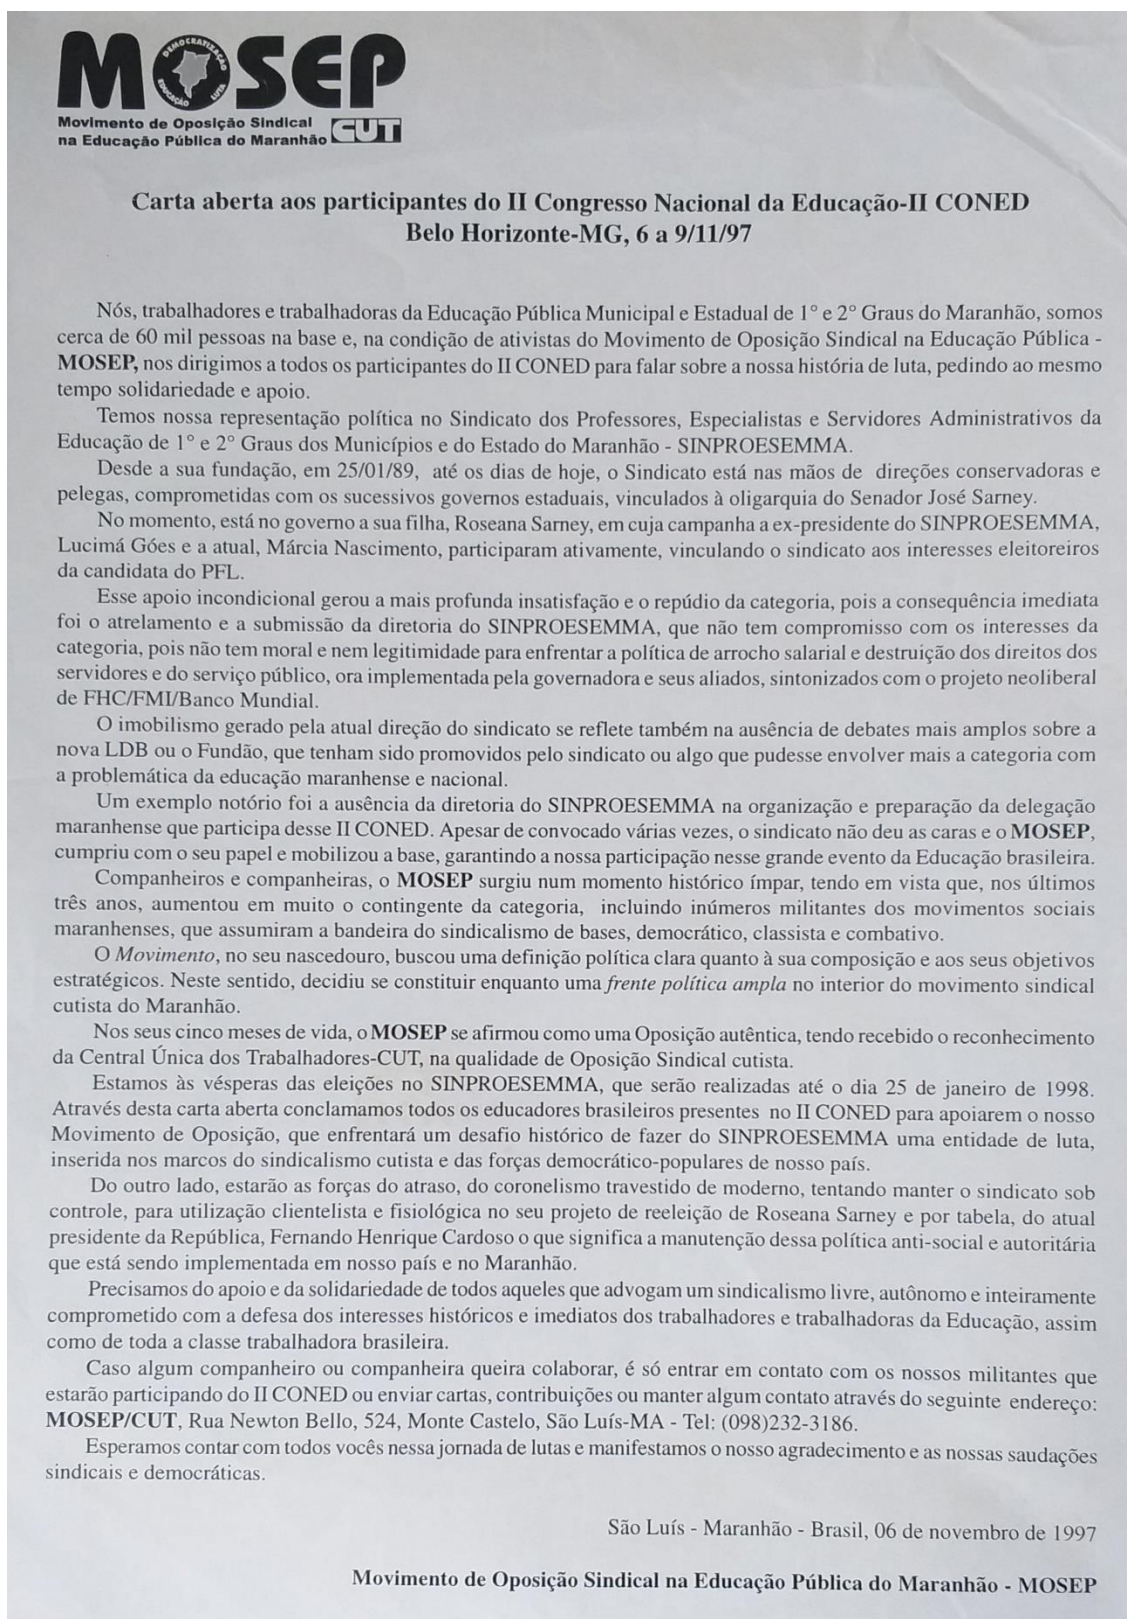 MOSEP
DEMOCRATIZAÇÃO
EDUCAÇÃO LUTA
Movimento de Oposição Sindical
na Educação Pública do Maranhão CUT
Carta aberta aos participantes do II Congresso Nacional da Educação-II CONED
Belo Horizonte-MG, 6 a 9/11/97
Nós, trabalhadores e trabalhadoras da Educação Pública Municipal e Estadual de 1° e 2° Graus do Maranhão, somos
cerca de 60 mil pessoas na base e, na condição de ativistas do Movimento de Oposição Sindical na Educação Pública -
MOSEP, nos dirigimos a todos os participantes do II CONED para falar sobre a nossa história de luta, pedindo ao mesmo
tempo solidariedade e apoio.
Temos nossa representação política no Sindicato dos Professores, Especialistas e Servidores Administrativos da
Educação de 1° e 2° Graus dos Municípios e do Estado do Maranhão - SINPROESEMMA.
Desde a sua fundação, em 25/01/89, até os dias de hoje, o Sindicato está nas mãos de direções conservadoras e
pelegas, comprometidas com os sucessivos governos estaduais, vinculados à oligarquia do Senador José Sarney.
No momento, está no governo a sua filha, Roseana Sarney, em cuja campanha a ex-presidente do SINPROESEMMA,
Lucimá Góes e a atual, Márcia Nascimento, participaram ativamente, vinculando o sindicato aos interesses eleitoreiros
da candidata do PFL.
Esse apoio incondicional gerou a mais profunda insatisfação e o repúdio da categoria, pois a consequência imediata
foi o atrelamento e a submissão da diretoria do SINPROESEMMA, que não tem compromisso com os interesses da
categoria, pois não tem moral e nem legitimidade para enfrentar a política de arrocho salarial e destruição dos direitos dos
servidores e do serviço público, ora implementada pela governadora e seus aliados, sintonizados com o projeto neoliberal
de FHC/FMI/Banco Mundial.
O imobilismo gerado pela atual direção do sindicato se reflete também na ausência de debates mais amplos sobre a
nova LDB ou o Fundão, que tenham sido promovidos pelo sindicato ou algo que pudesse envolver mais a categoria com
a problemática da educação maranhense e nacional.
Um exemplo notório foi a ausência da diretoria do SINPROESEMMA na organização e preparação da delegação
maranhense que participa desse II CONED. Apesar de convocado várias vezes, o sindicato não deu as caras e o MOSEP,
cumpriu com o seu papel e mobilizou a base, garantindo a nossa participação nesse grande evento da Educação brasileira.
Companheiros e companheiras, o MOSEP surgiu num momento histórico ímpar, tendo em vista que, nos últimos
três anos, aumentou em muito o contingente da categoria, incluindo inúmeros militantes dos movimentos sociais
maranhenses, que assumiram a bandeira do sindicalismo de bases, democrático, classista e combativo.
O Movimento, no seu nascedouro, buscou uma definição política clara quanto à sua composição e aos seus objetivos
estratégicos. Neste sentido, decidiu se constituir enquanto uma frente política ampla no interior do movimento sindical
cutista do Maranhão.
Nos seus cinco meses de vida, o MOSEP se afirmou como uma Oposição autêntica, tendo recebido o reconhecimento
da Central Única dos Trabalhadores-CUT, na qualidade de Oposição Sindical cutista.
Estamos às vésperas das eleições no SINPROESEMMA, que serão realizadas até o dia 25 de janeiro de 1998.
Através desta carta aberta conclamamos todos os educadores brasileiros presentes no II CONED para apoiarem o nosso
Movimento de Oposição, que enfrentará um desafio histórico de fazer do SINPROESEMMA uma entidade de luta,
inserida nos marcos do sindicalismo cutista e das forças democrático-populares de nosso país.
Do outro lado, estarão as forças do atraso, do coronelismo travestido de moderno, tentando manter o sindicato sob
controle, para utilização clientelista e fisiológica no seu projeto de reeleição de Roseana Sarney e por tabela, do atual
presidente da República, Fernando Henrique Cardoso o que significa a manutenção dessa política anti-social e autoritária
que está sendo implementada em nosso país e no Maranhão.
Precisamos do apoio e da solidariedade de todos aqueles que advogam um sindicalismo livre, autônomo e inteiramente
comprometido com a defesa dos interesses históricos e imediatos dos trabalhadores e trabalhadoras da Educação, assim
como de toda a classe trabalhadora brasileira.
Caso algum companheiro ou companheira queira colaborar, é só entrar em contato com os nossos militantes que
estarão participando do II CONED ou enviar cartas, contribuições ou manter algum contato através do seguinte endereço:
MOSEP/CUT, Rua Newton Bello, 524, Monte Castelo, São Luís-MA - Tel: (098)232-3186.
Esperamos contar com todos vocês nessa jornada de lutas e manifestamos o nosso agradecimento e as nossas saudações
sindicais e democráticas.
São Luís - Maranhão - Brasil, 06 de novembro de 1997
Movimento de Oposição Sindical na Educação Pública do Maranhão - MOSEP